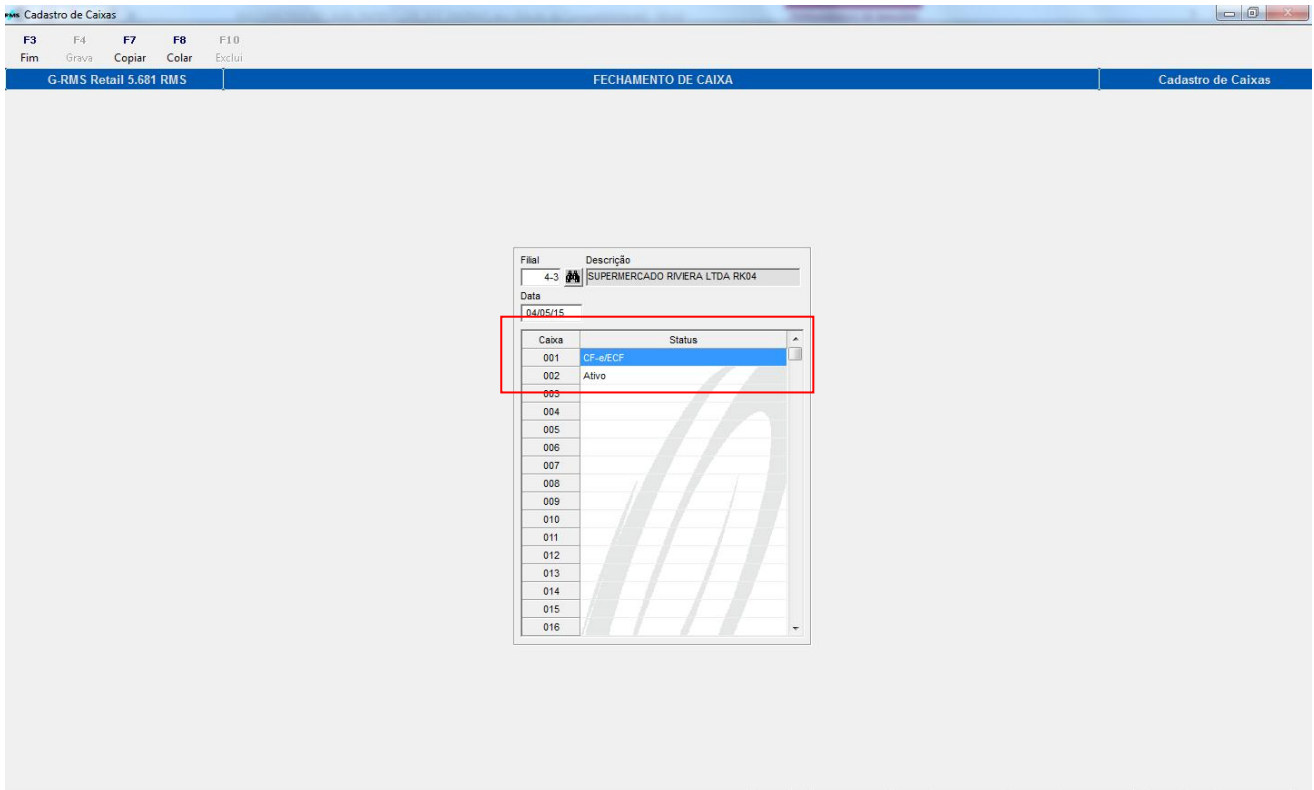 RMS Cadastro de Caixas
F3 F4 F7 F8 F10
Fim Grava Copiar Colar Exclui
G-RMS Retail 5.681 RMS FECHAMENTO DE CAIXA Cadastro de Caixas
Filial Descrição
4-3 SUPERMERCADO RIVIERA LTDA RK04
Data
04/05/15
Caixa Status
001 CF-e/ECF
002 Ativo
003
004
005
006
007
008
009
010
011
012
013
014
015
016